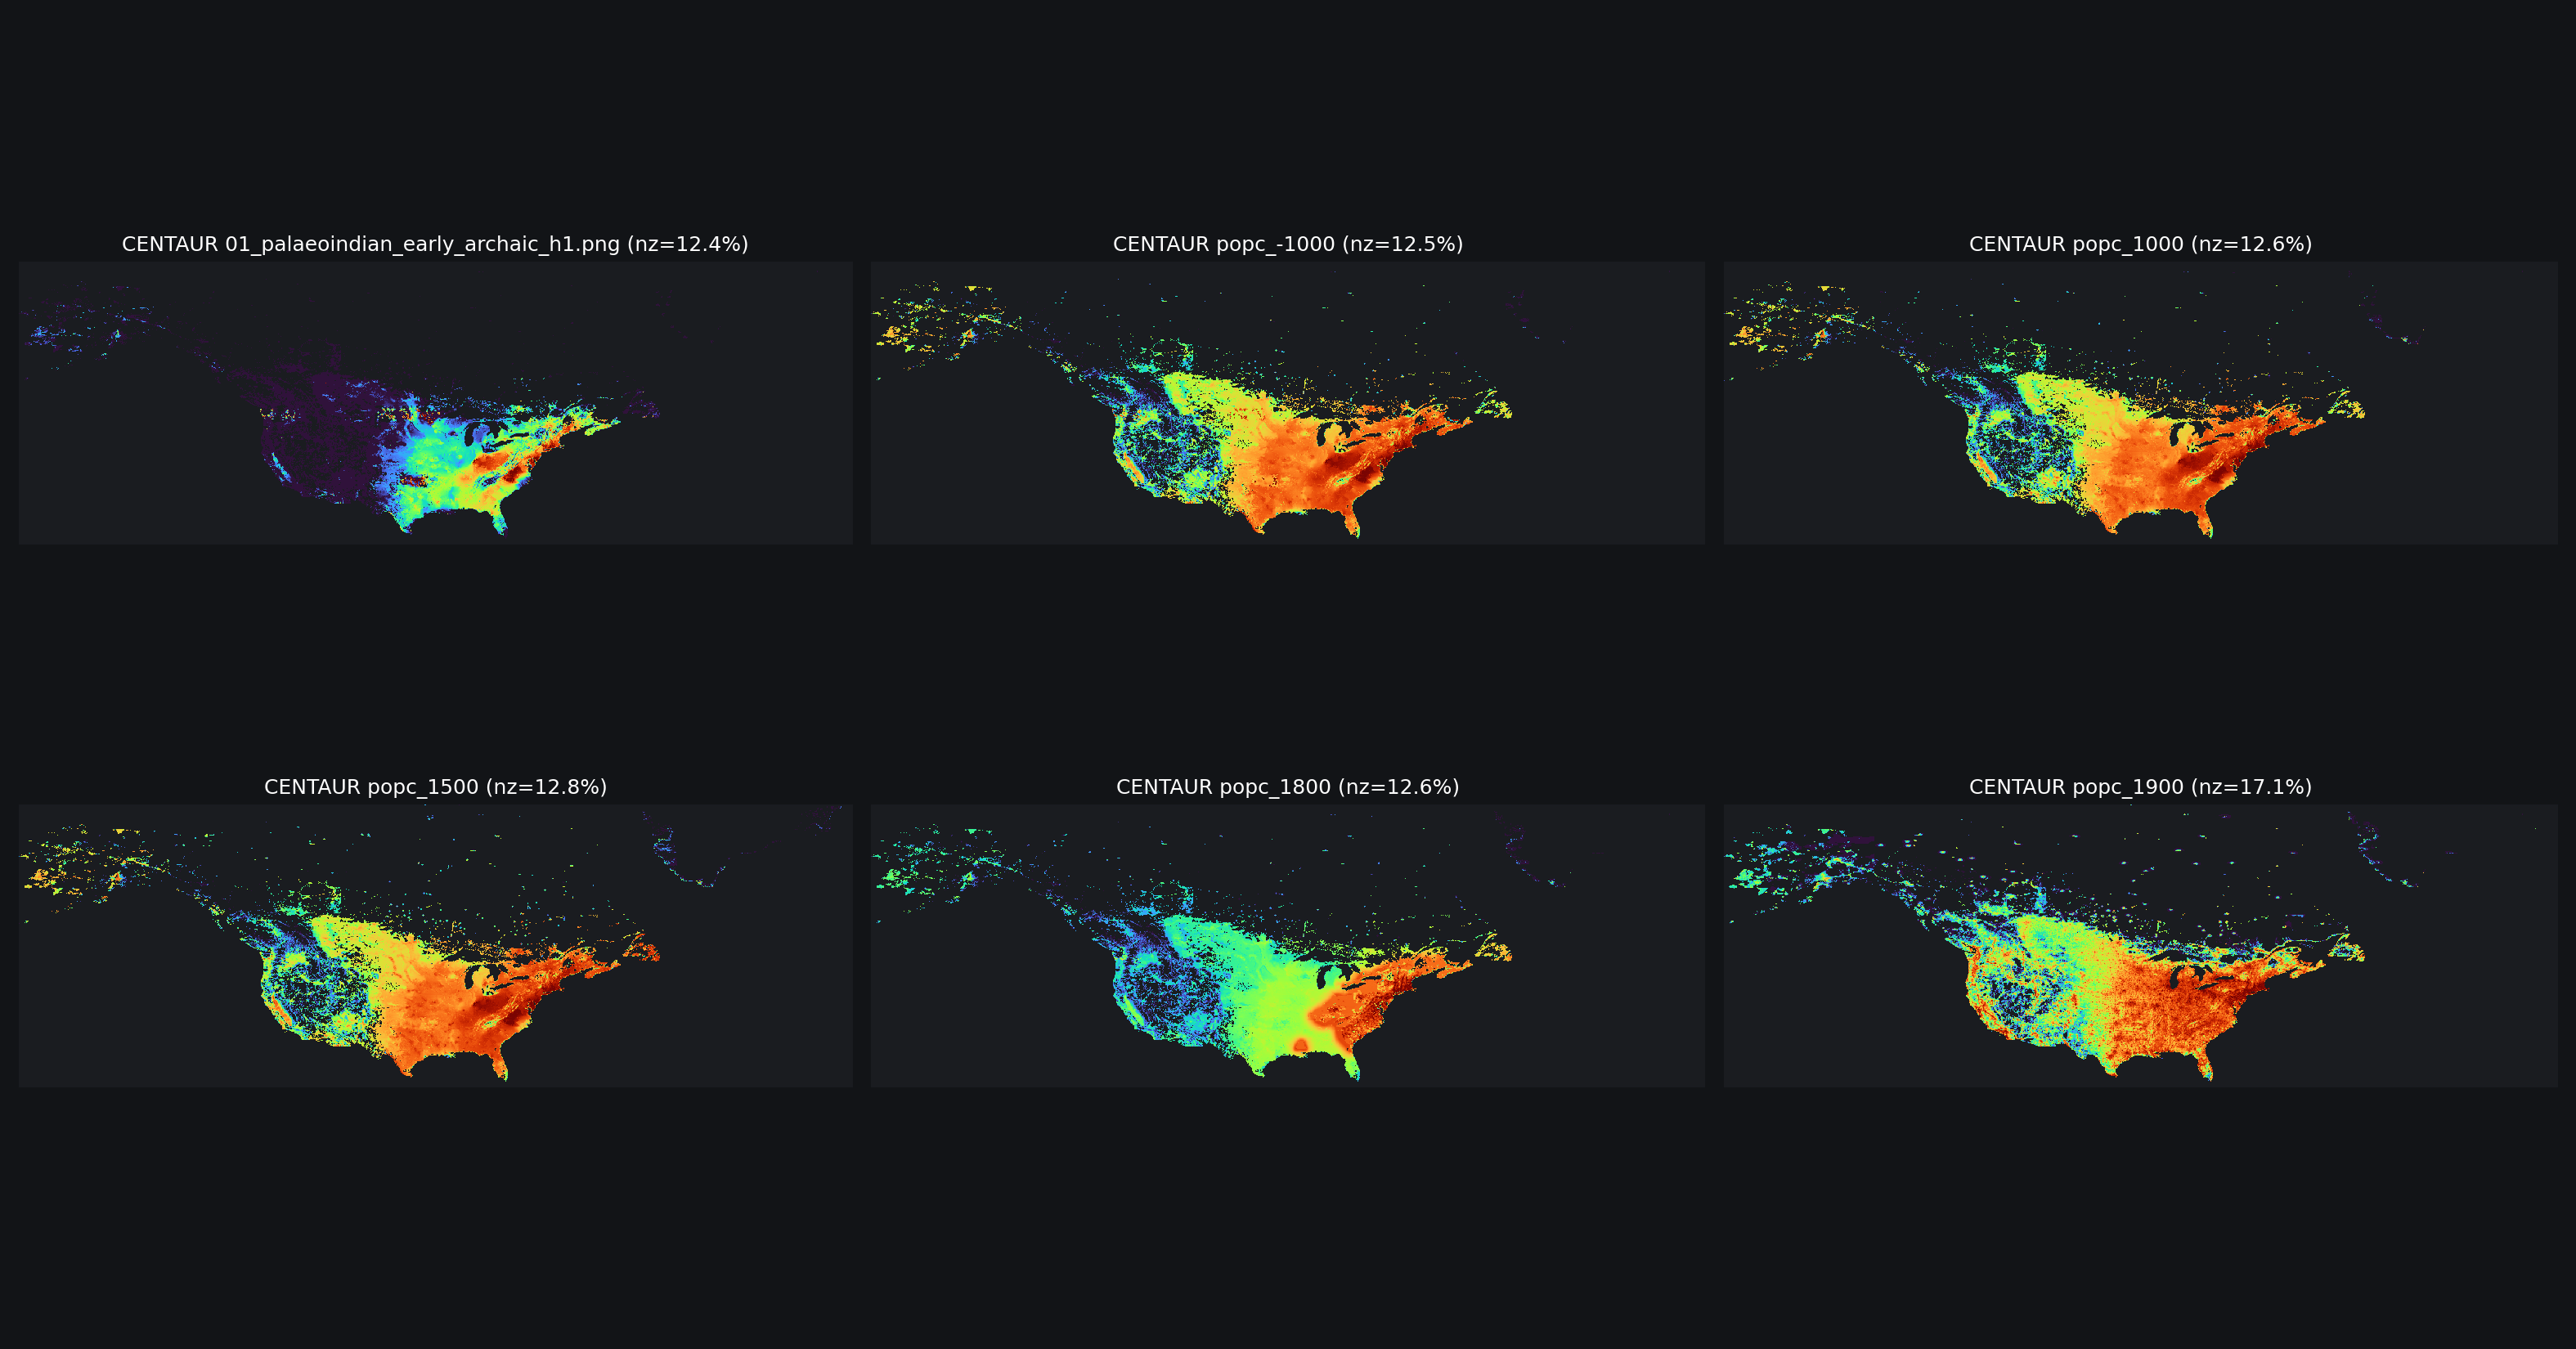 CENTAUR 01_palaeoindian_early_archaic_h1.png (nz=12.4%)
CENTAUR popc_-1000 (nz=12.5%)
CENTAUR popc_1000 (nz=12.6%)
CENTAUR popc_1500 (nz=12.8%)
CENTAUR popc_1800 (nz=12.6%)
CENTAUR popc_1900 (nz=17.1%)